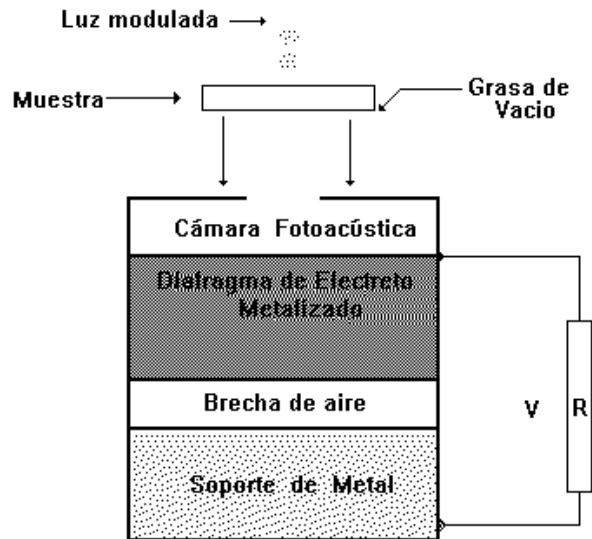 Luz modulada
Muestra
Grasa de
Vacio
Cámara Fotoacústica
Diafragma de Electreto
Metalizado
Brecha de aire
V
R
Soporte de Metal